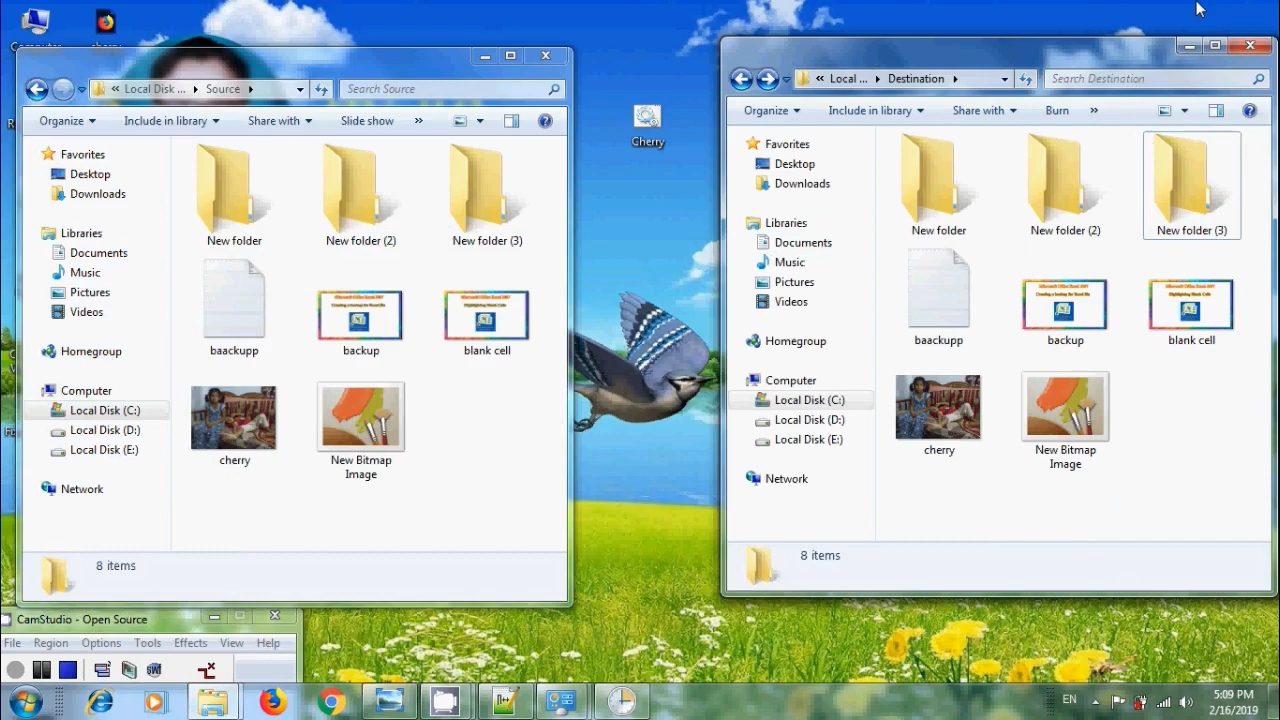 Source
Search Source
Local Disk ...
Organize
Include in library
Share with
Slide show
»
Favorites
Desktop
Downloads
Libraries
Documents
Music
Pictures
Videos
Homegroup
Computer
Local Disk (C:)
Local Disk (D:)
Local Disk (E:)
Network
New folder
New folder (2)
New folder (3)
baackupp
backup
blank cell
cherry
New Bitmap
Image
8 items
Cherry
Local ...
Destination
Search Destination
Organize
Include in library
Share with
Burn
»
Favorites
Desktop
Downloads
Libraries
Documents
Music
Pictures
Videos
Homegroup
Computer
Local Disk (C:)
Local Disk (D:)
Local Disk (E:)
Network
New folder
New folder (2)
New folder (3)
baackupp
backup
blank cell
cherry
New Bitmap
Image
8 items
CamStudio - Open Source
File Region Options Tools Effects View Help
EN
5:09 PM
2/16/2019